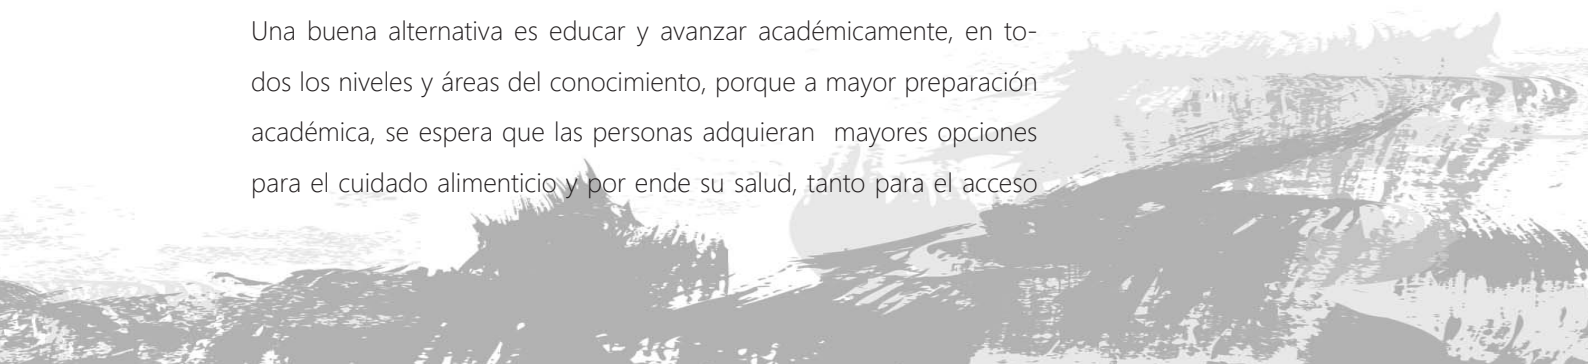 Una buena alternativa es educar y avanzar académicamente, en to-
dos los niveles y áreas del conocimiento, porque a mayor preparación
académica, se espera que las personas adquieran  mayores opciones
para el cuidado alimenticio y por ende su salud, tanto para el acceso